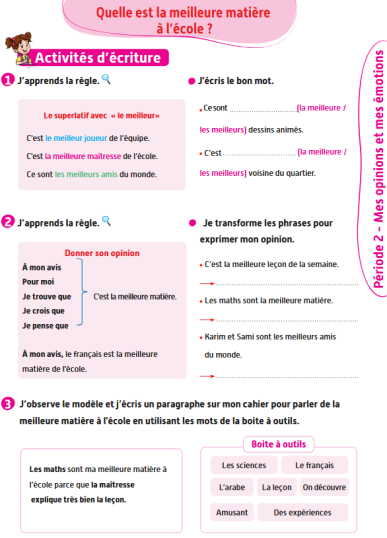 Quelle est la meilleure matière
à l'école ?
Activités d'écriture
1 J'apprends la règle.
Le superlatif avec « le meilleur»
C'est le meilleur joueur de l'équipe.
C'est la meilleure maitresse de l'école.
Ce sont les meilleurs amis du monde.
● J'écris le bon mot.
• Ce sont ........................ (la meilleure /
les meilleurs) dessins animés.
• C'est ........................ (la meilleure /
les meilleurs) voisine du quartier.
2 J'apprends la règle.
Donner son opinion
À mon avis
Pour moi
Je trouve que
Je crois que
Je pense que
C'est la meilleure matière.
À mon avis, le français est la meilleure
matière de l'école.
● Je transforme les phrases pour
exprimer mon opinion.
• C'est la meilleure leçon de la semaine.
• Les maths sont la meilleure matière.
• Karim et Sami sont les meilleurs amis
du monde.
3 J'observe le modèle et j'écris un paragraphe sur mon cahier pour parler de la
meilleure matière à l'école en utilisant les mots de la boite à outils.
Les maths sont ma meilleure matière à
l'école parce que la maîtresse
explique très bien la leçon.
Boite à outils
Les sciences
Le français
L'arabe
La leçon
On découvre
Amusant
Des expériences
Période 2 - Mes opinions et mes émotions